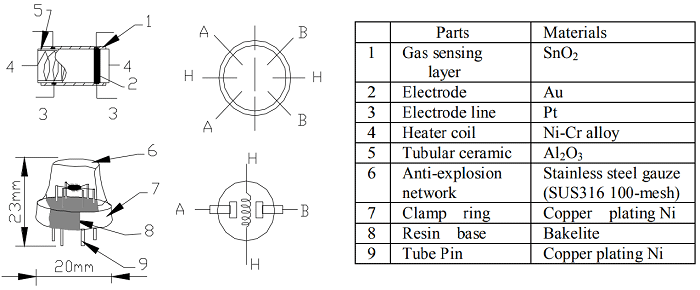 5
1
4
4
2
3
3
A
B
H
H
A
B
6
7
8
9
23mm
20mm
H
A
B
H
Parts Materials
1 Gas sensing layer SnO₂
2 Electrode Au
3 Electrode line Pt
4 Heater coil Ni-Cr alloy
5 Tubular ceramic Al₂O₃
6 Anti-explosion network Stainless steel gauze (SUS316 100-mesh)
7 Clamp ring Copper plating Ni
8 Resin base Bakelite
9 Tube Pin Copper plating Ni